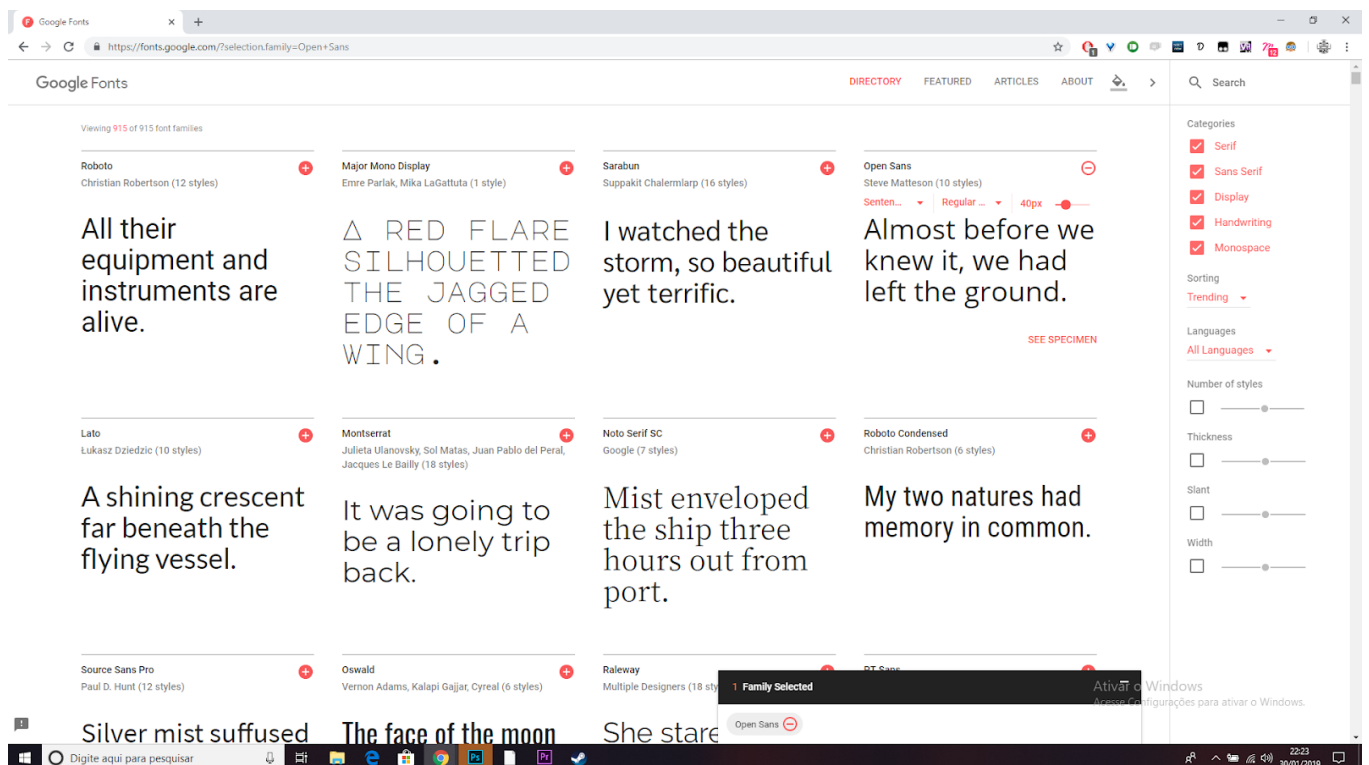 Google Fonts
https://fonts.google.com/?selection.family=Open+Sans
Google Fonts
DIRECTORY FEATURED ARTICLES ABOUT
Search
Viewing 915 of 915 font families
Roboto
Christian Robertson (12 styles)
All their
equipment and
instruments are
alive.
Major Mono Display
Emre Parlak, Mika LaGattuta (1 style)
A RED FLARE
SILHOUETTED
THE JAGGED
EDGE OF A
WING.
Sarabun
Suppakit Chalermlarp (16 styles)
I watched the
storm, so beautiful
yet terrific.
Open Sans
Steve Matteson (10 styles)
Senten... Regular ... 40px
Almost before we
knew it, we had
left the ground.
SEE SPECIMEN
Lato
Łukasz Dziedzic (10 styles)
A shining crescent
far beneath the
flying vessel.
Montserrat
Julieta Ulanovsky, Sol Matas, Juan Pablo del Peral,
Jacques Le Bailly (18 styles)
It was going to
be a lonely trip
back.
Noto Serif SC
Google (7 styles)
Mist enveloped
the ship three
hours out from
port.
Roboto Condensed
Christian Robertson (6 styles)
My two natures had
memory in common.
Source Sans Pro
Paul D. Hunt (12 styles)
Silver mist suffused
Oswald
Vernon Adams, Kalapi Gajjar, Cyreal (6 styles)
The face of the moon
Raleway
Multiple Designers (18 sty
She stare
PT Sans
1 Family Selected
Open Sans
Categories
Serif
Sans Serif
Display
Handwriting
Monospace
Sorting
Trending
Languages
All Languages
Number of styles
Thickness
Slant
Width
Ativar o Windows
Acesse Configurações para ativar o Windows.
Digite aqui para pesquisar
Ps
Pr
22:23
30/01/2019